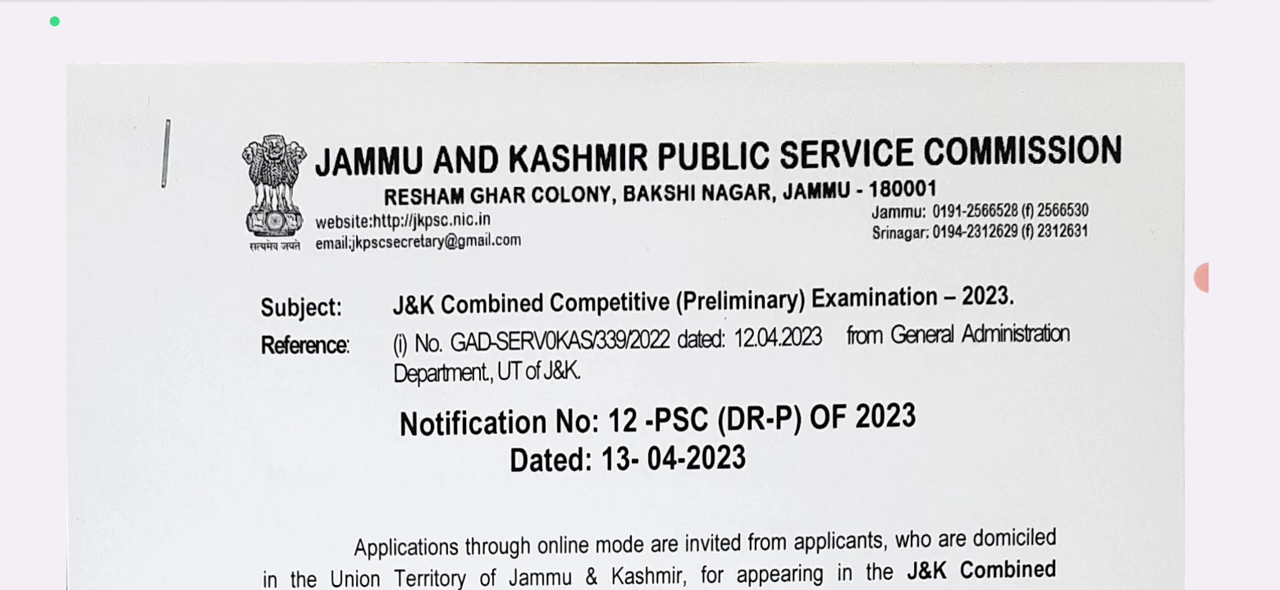 JAMMU AND KASHMIR PUBLIC SERVICE COMMISSION
RESHAM GHAR COLONY, BAKSHI NAGAR, JAMMU - 180001
website:http://jkpsc.nic.in
email:jkpscsecretary@gmail.com
Jammu: 0191-2566528 (f) 2566530
Srinagar: 0194-2312629 (f) 2312631
सत्यमेव जयते
Subject: J&K Combined Competitive (Preliminary) Examination – 2023.
Reference: (i) No. GAD-SERV0KAS/339/2022 dated: 12.04.2023 from General Administration
Department., UT of J&K.
Notification No: 12 -PSC (DR-P) OF 2023
Dated: 13- 04-2023
Applications through online mode are invited from applicants, who are domiciled
in the Union Territory of Jammu & Kashmir, for appearing in the J&K Combined